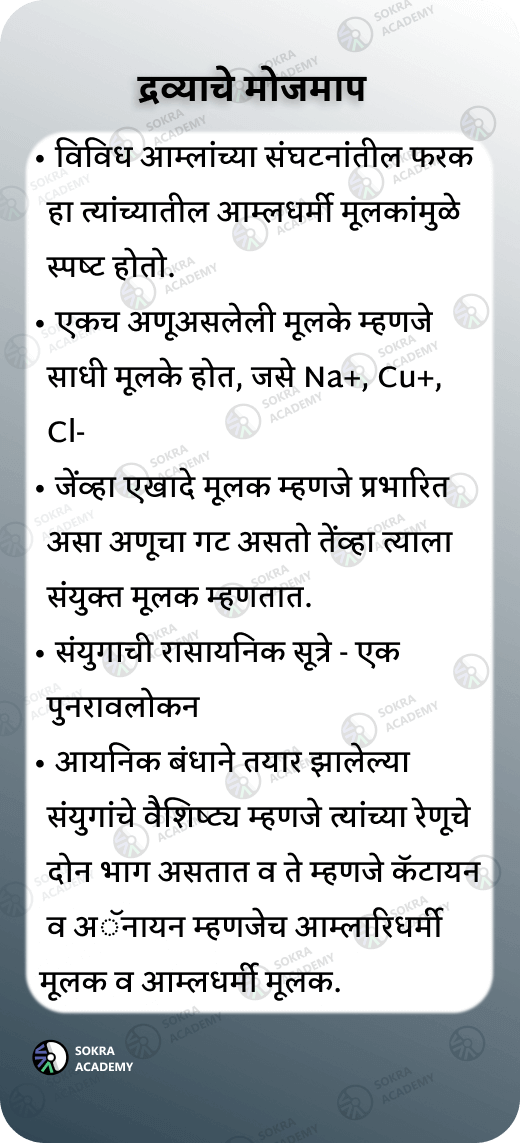 द्रव्याचे मोजमाप
• विविध आम्लांच्या संघटनांतील फरक
हा त्यांच्यातील आम्लधर्मी मूलकांमुळे
स्पष्ट होतो.
• एकच अणूअसलेली मूलके म्हणजे
साधी मूलके होत, जसे Na+, Cu+,
Cl-
• जेंव्हा एखादे मूलक म्हणजे प्रभारित
असा अणूचा गट असतो तेंव्हा त्याला
संयुक्त मूलक म्हणतात.
• संयुगाची रासायनिक सूत्रे - एक
पुनरावलोकन
• आयनिक बंधाने तयार झालेल्या
संयुगांचे वैशिष्ट्य म्हणजे त्यांच्या रेणूचे
दोन भाग असतात व ते म्हणजे कॅटायन
व अॅनायन म्हणजेच आम्लारिधर्मी
मूलक व आम्लधर्मी मूलक.
SOKRA
ACADEMY